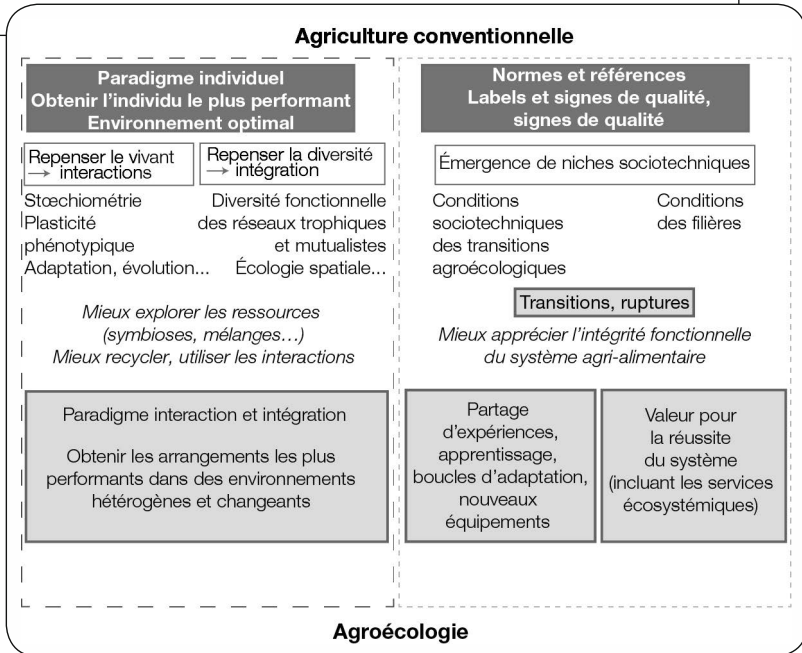 Agriculture conventionnelle
Paradigme individuel
Obtenir l'individu le plus performant
Environnement optimal
Repenser le vivant
→ interactions
Repenser la diversité
→ intégration
Stœchiométrie
Plasticité
phénotypique
Adaptation, évolution...
Diversité fonctionnelle
des réseaux trophiques
et mutualistes
Écologie spatiale...
Mieux explorer les ressources
(symbioses, mélanges...)
Mieux recycler, utiliser les interactions
Paradigme interaction et intégration
Obtenir les arrangements les plus
performants dans des environnements
hétérogènes et changeants
Normes et références
Labels et signes de qualité,
signes de qualité
Émergence de niches sociotechniques
Conditions
sociotechniques
des transitions
agroécologiques
Conditions
des filières
Transitions, ruptures
Mieux apprécier l'intégrité fonctionnelle
du système agri-alimentaire
Partage
d'expériences,
apprentissage,
boucles d'adaptation,
nouveaux
équipements
Valeur pour
la réussite
du système
(incluant les services
écosystémiques)
Agroécologie